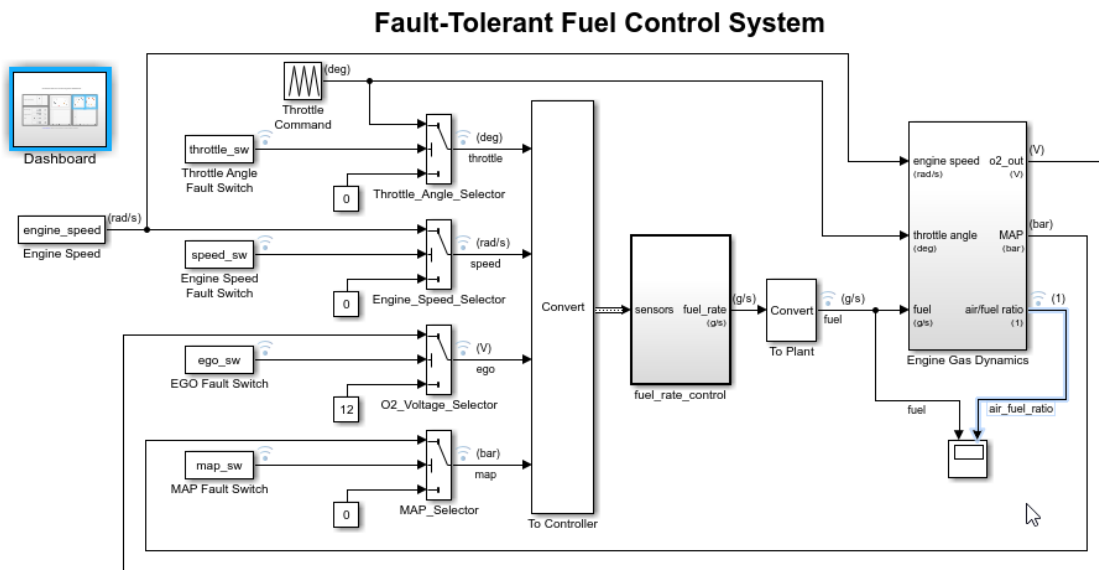 Fault-Tolerant Fuel Control System
Dashboard
(deg)
Throttle
Command
throttle_sw
Throttle Angle
Fault Switch
0
Throttle_Angle_Selector
(deg)
throttle
engine_speed
(rad/s)
Engine Speed
speed_sw
Engine Speed
Fault Switch
0
Engine_Speed_Selector
(rad/s)
speed
ego_sw
EGO Fault Switch
12
O2_Voltage_Selector
(V)
ego
map_sw
MAP Fault Switch
0
MAP_Selector
(bar)
map
Convert
To Controller
sensors
fuel_rate
(g/s)
fuel_rate_control
(g/s)
Convert
To Plant
(g/s)
fuel
engine speed
(rad/s)
o2_out
(V)
throttle angle
(deg)
MAP
(bar)
fuel
(g/s)
air/fuel ratio
(1)
Engine Gas Dynamics
(V)
(bar)
(1)
fuel
air_fuel_ratio